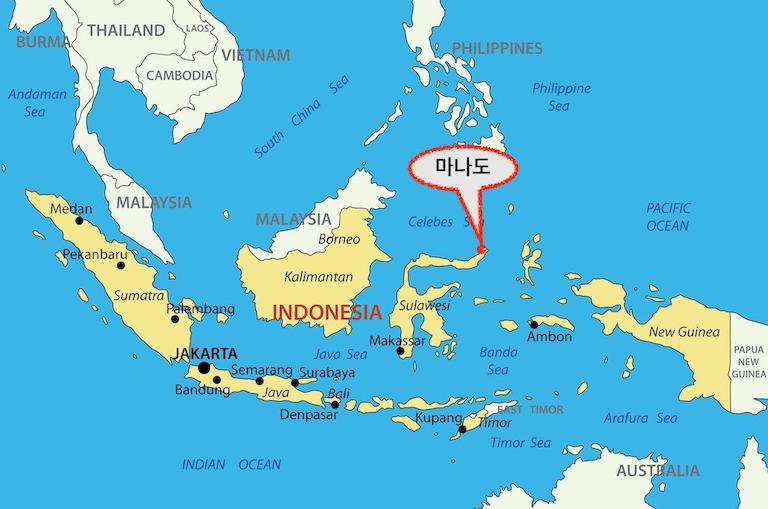 BURMA
THAILAND
LAOS
VIETNAM
CAMBODIA
PHILIPPINES
Andaman
Sea
South China Sea
Philippine
Sea
마나도
MALAYSIA
Medan
MALAYSIA
Borneo
Celebes
PACIFIC
OCEAN
Pekanbaru
Kalimantan
Sumatra
Palembang
INDONESIA
Sulawesi
New Guinea
Makassar
Ambon
JAKARTA
Java Sea
Banda
Sea
PAPUA
NEW
GUINEA
Semarang
Surabaya
Bandung
Java
Bali
Denpasar
Kupang
Timor
EAST TIMOR
Arafura Sea
Timor Sea
INDIAN OCEAN
AUSTRALIA